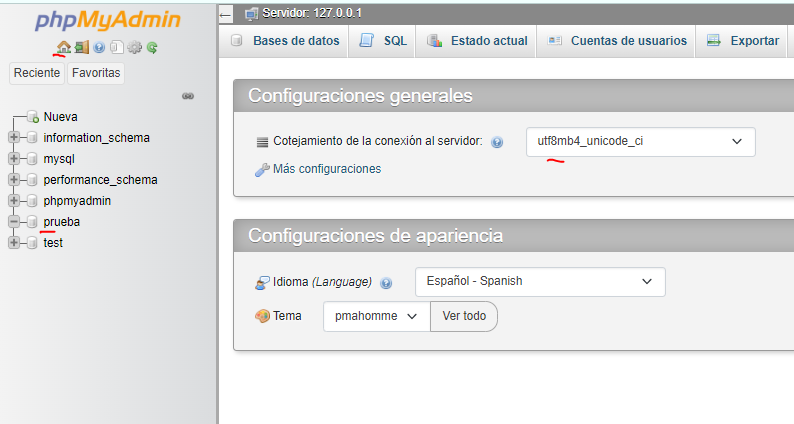 phpMyAdmin
Reciente Favoritas
Nueva
information_schema
mysql
performance_schema
phpmyadmin
prueba
test
Servidor: 127.0.0.1
Bases de datos SQL Estado actual Cuentas de usuarios Exportar
Configuraciones generales
Cotejamiento de la conexión al servidor: utf8mb4_unicode_ci
Más configuraciones
Configuraciones de apariencia
Idioma (Language) Español - Spanish
Tema pmahomme Ver todo